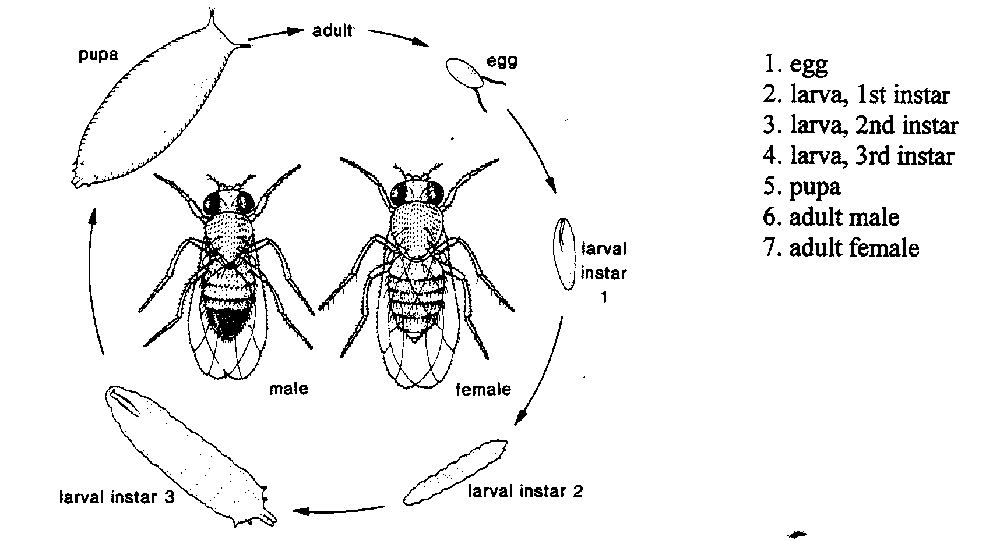 adult
pupa
egg
larval
instar
1
male
female
larval instar 2
larval instar 3
1. egg
2. larva, 1st instar
3. larva, 2nd instar
4. larva, 3rd instar
5. pupa
6. adult male
7. adult female